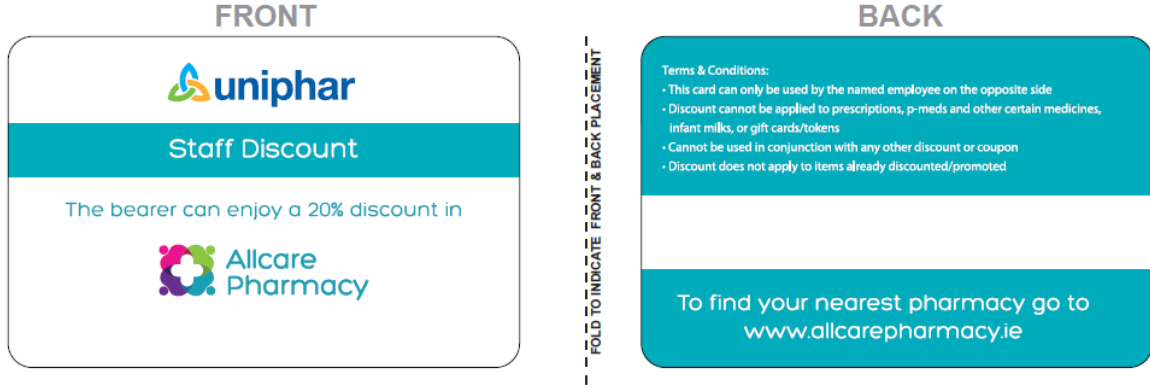 FRONT
uniphar
Staff Discount
The bearer can enjoy a 20% discount in
Allcare
Pharmacy
FOLD TO INDICATE FRONT & BACK PLACEMENT
BACK
Terms & Conditions:
• This card can only be used by the named employee on the opposite side
• Discount cannot be applied to prescriptions, p-meds and other certain medicines,
infant milks, or gift cards/tokens
• Cannot be used in conjunction with any other discount or coupon
• Discount does not apply to items already discounted/promoted
To find your nearest pharmacy go to
www.allcarepharmacy.ie